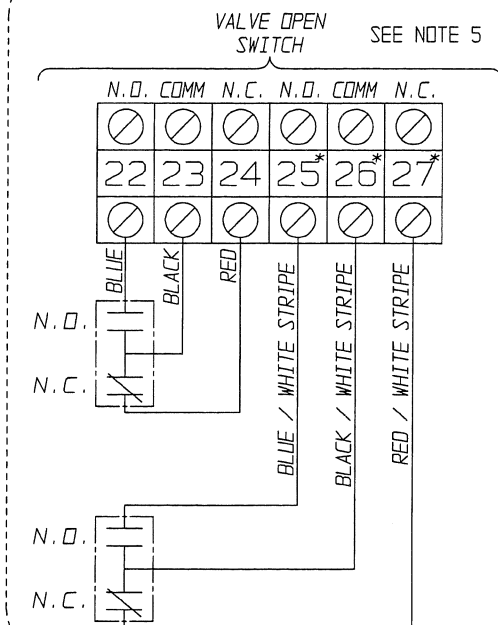 VALVE OPEN
SWITCH
SEE NOTE 5
N.O. COMM N.C. N.O. COMM N.C.
22 23 24 25* 26* 27*
BLUE
BLACK
RED
BLUE / WHITE STRIPE
BLACK / WHITE STRIPE
RED / WHITE STRIPE
N.O.
N.C.
N.O.
N.C.